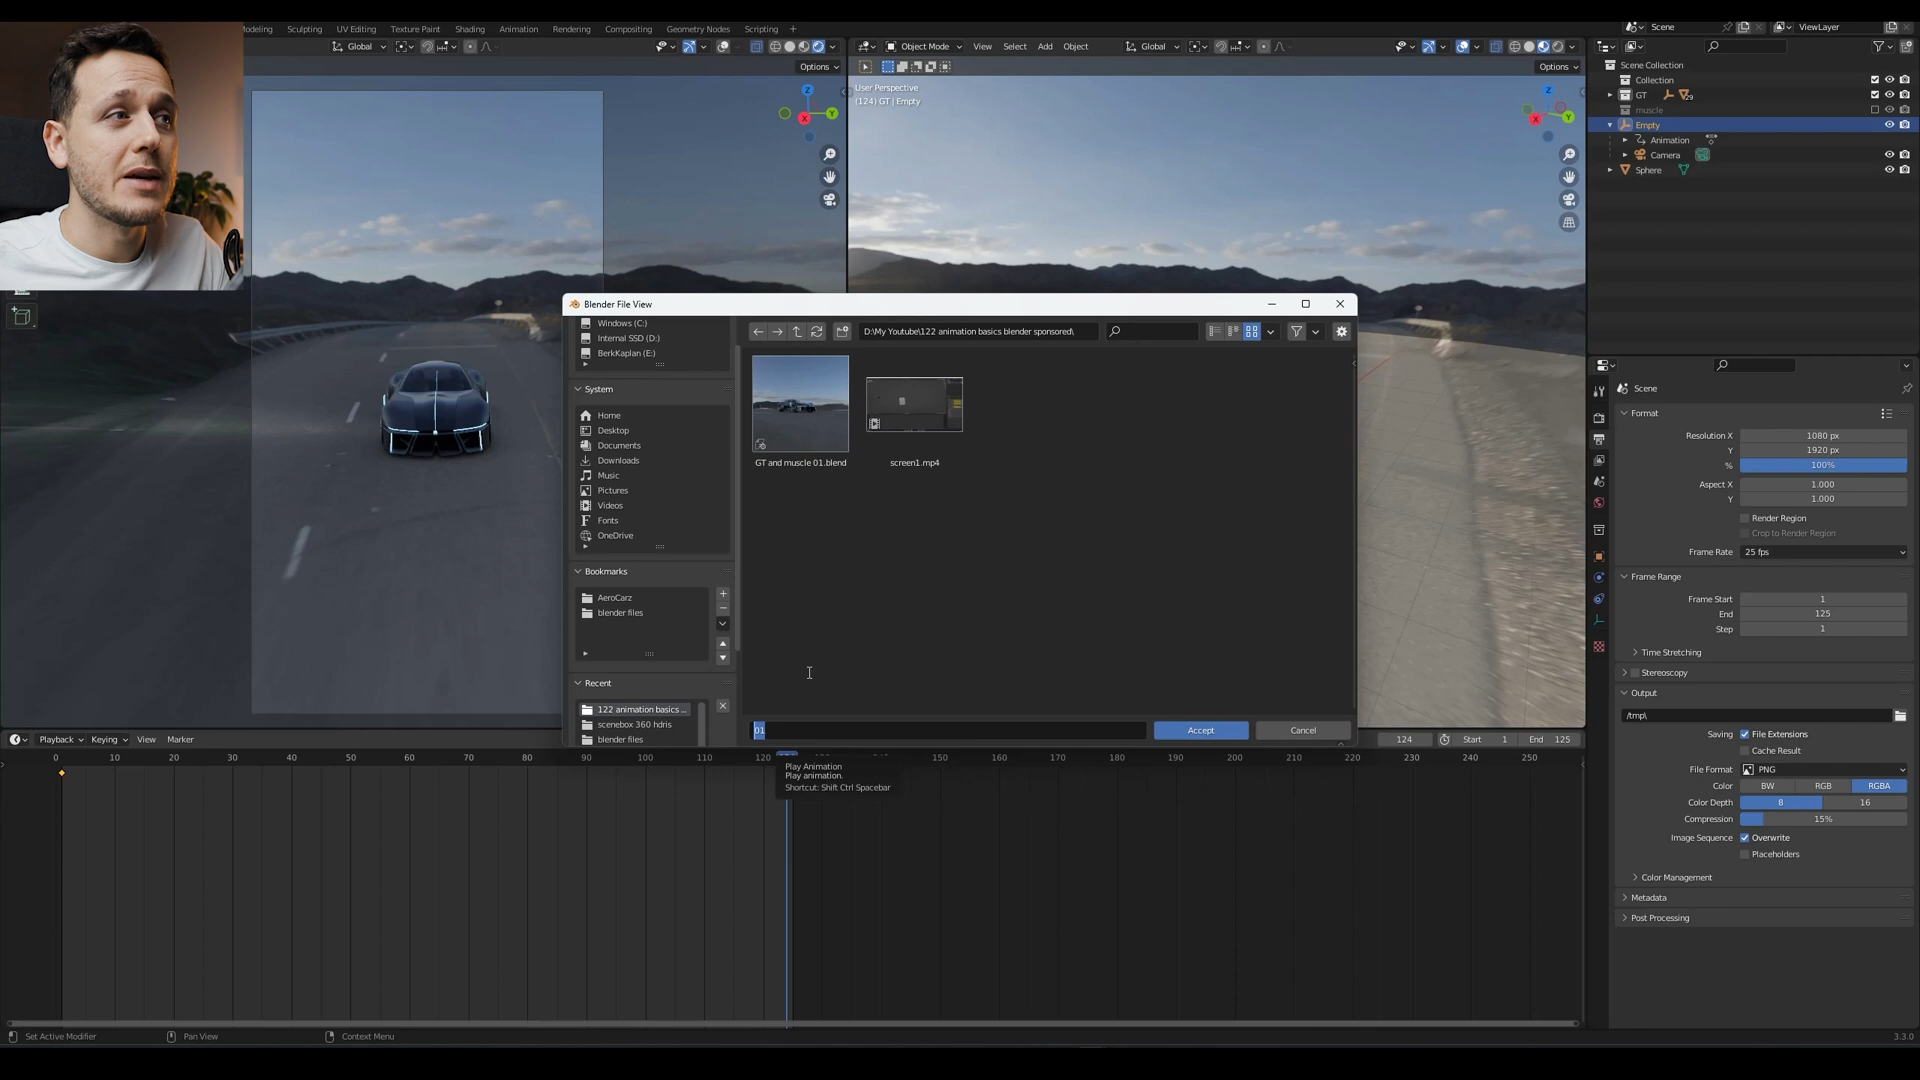 odeling Sculpting UV Editing Texture Paint Shading Animation Rendering Compositing Geometry Nodes Scripting +
Scene ViewLayer
Global
Object Mode View Select Add Object Global
Options
Options
User Perspective
(124) GT | Empty
Z
Y
X
Z
Y
X
Scene Collection
Collection
GT 29
muscle
Empty
Animation
Camera
Sphere
Blender File View
Windows (C:)
Internal SSD (D:)
BerkKaplan (E:)
System
Home
Desktop
Documents
Downloads
Music
Pictures
Videos
Fonts
OneDrive
Bookmarks
AeroCarz
blender files
Recent
122 animation basics ...
scenebox 360 hdris
blender files
D:\My Youtube\122 animation basics blender sponsored\
GT and muscle 01.blend
screen1.mp4
01
Accept
Cancel
Scene
Format
Resolution X 1080 px
Y 1920 px
% 100%
Aspect X 1.000
Y 1.000
Render Region
Crop to Render Region
Frame Rate 25 fps
Frame Range
Frame Start 1
End 125
Step 1
Time Stretching
Stereoscopy
Output
/tmp\
Saving File Extensions
Cache Result
File Format PNG
Color BW RGB RGBA
Color Depth 8 16
Compression 15%
Image Sequence Overwrite
Placeholders
Color Management
Metadata
Post Processing
Playback Keying View Marker
124 Start 1 End 125
0 10 20 30 40 50 60 70 80 90 100 110 120 150 160 170 180 190 200 210 220 230 240 250
Play Animation
Play animation.
Shortcut: Shift Ctrl Spacebar
Set Active Modifier Pan View Context Menu
3.3.0